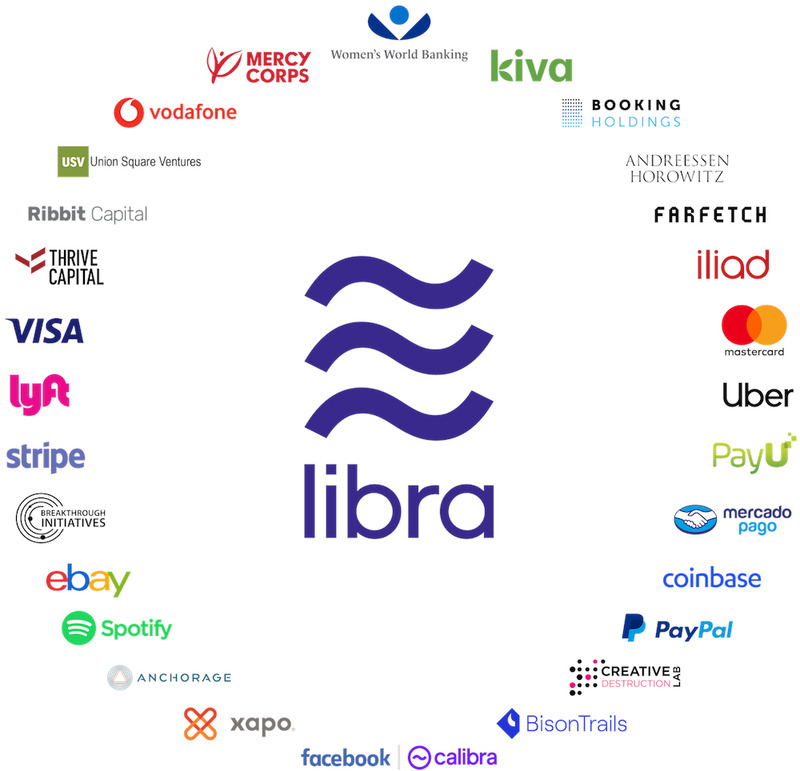 Women's World Banking
MERCY
CORPS
kiva
vodafone
BOOKING
HOLDINGS
USV Union Square Ventures
ANDREESSEN
HOROWITZ
Ribbit Capital
FARFETCH
THRIVE
CAPITAL
iliad
VISA
mastercard
lyft
Uber
stripe
PayU
BREAKTHROUGH
INITIATIVES
libra
mercado
pago
ebay
coinbase
Spotify
PayPal
ANCHORAGE
CREATIVE
DESTRUCTION
LAB
xapo
BisonTrails
facebook
calibra